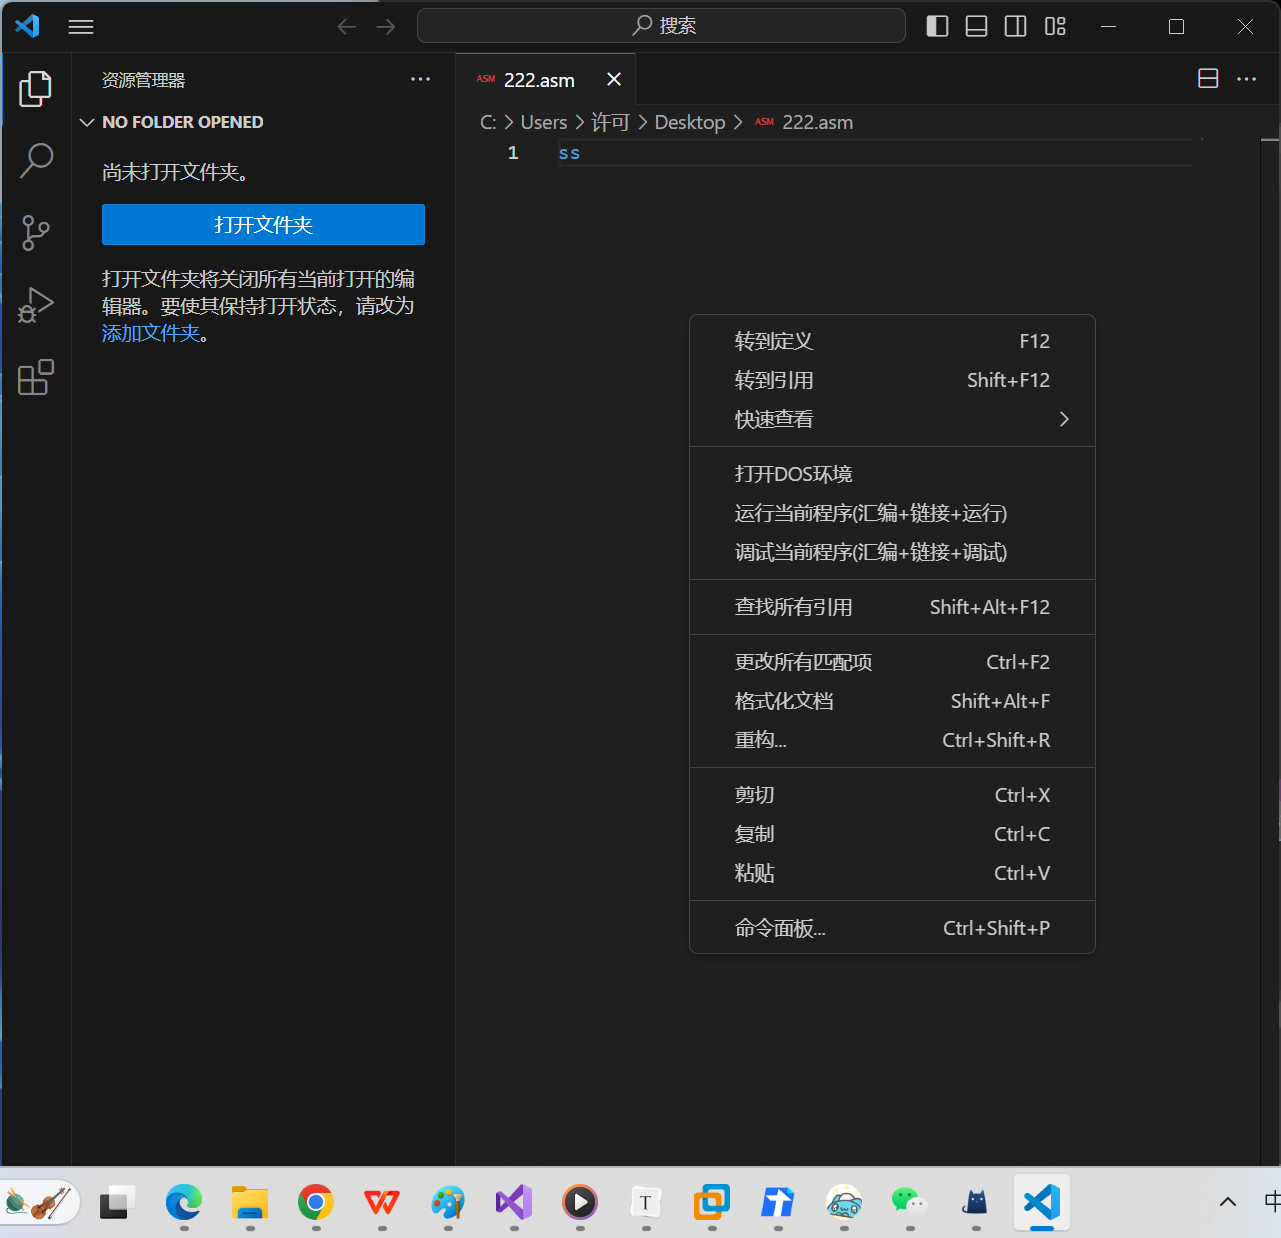 搜索
资源管理器
NO FOLDER OPENED
尚未打开文件夹。
打开文件夹
打开文件夹将关闭所有当前打开的编
辑器。要使其保持打开状态，请改为
添加文件夹。
ASM 222.asm
C: > Users > 许可 > Desktop > ASM 222.asm
1 ss
转到定义 F12
转到引用 Shift+F12
快速查看
打开DOS环境
运行当前程序(汇编+链接+运行)
调试当前程序(汇编+链接+调试)
查找所有引用 Shift+Alt+F12
更改所有匹配项 Ctrl+F2
格式化文档 Shift+Alt+F
重构... Ctrl+Shift+R
剪切 Ctrl+X
复制 Ctrl+C
粘贴 Ctrl+V
命令面板... Ctrl+Shift+P
T
中